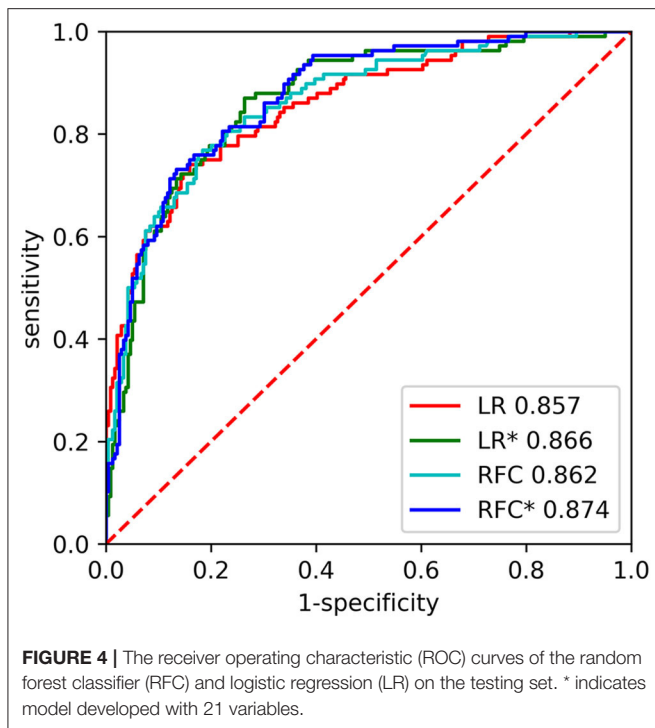 1.0
0.8
0.6
0.4
0.2
0.0
sensitivity
LR 0.857
LR* 0.866
RFC 0.862
RFC* 0.874
0.0 0.2 0.4 0.6 0.8 1.0
1-specificity
FIGURE 4 | The receiver operating characteristic (ROC) curves of the random
forest classifier (RFC) and logistic regression (LR) on the testing set. * indicates
model developed with 21 variables.